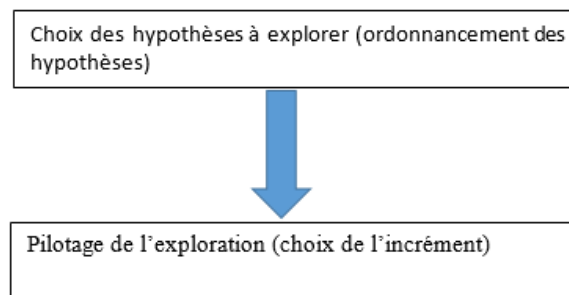 Choix des hypothèses à explorer (ordonnancement des
hypothèses)
Pilotage de l’exploration (choix de l’incrément)